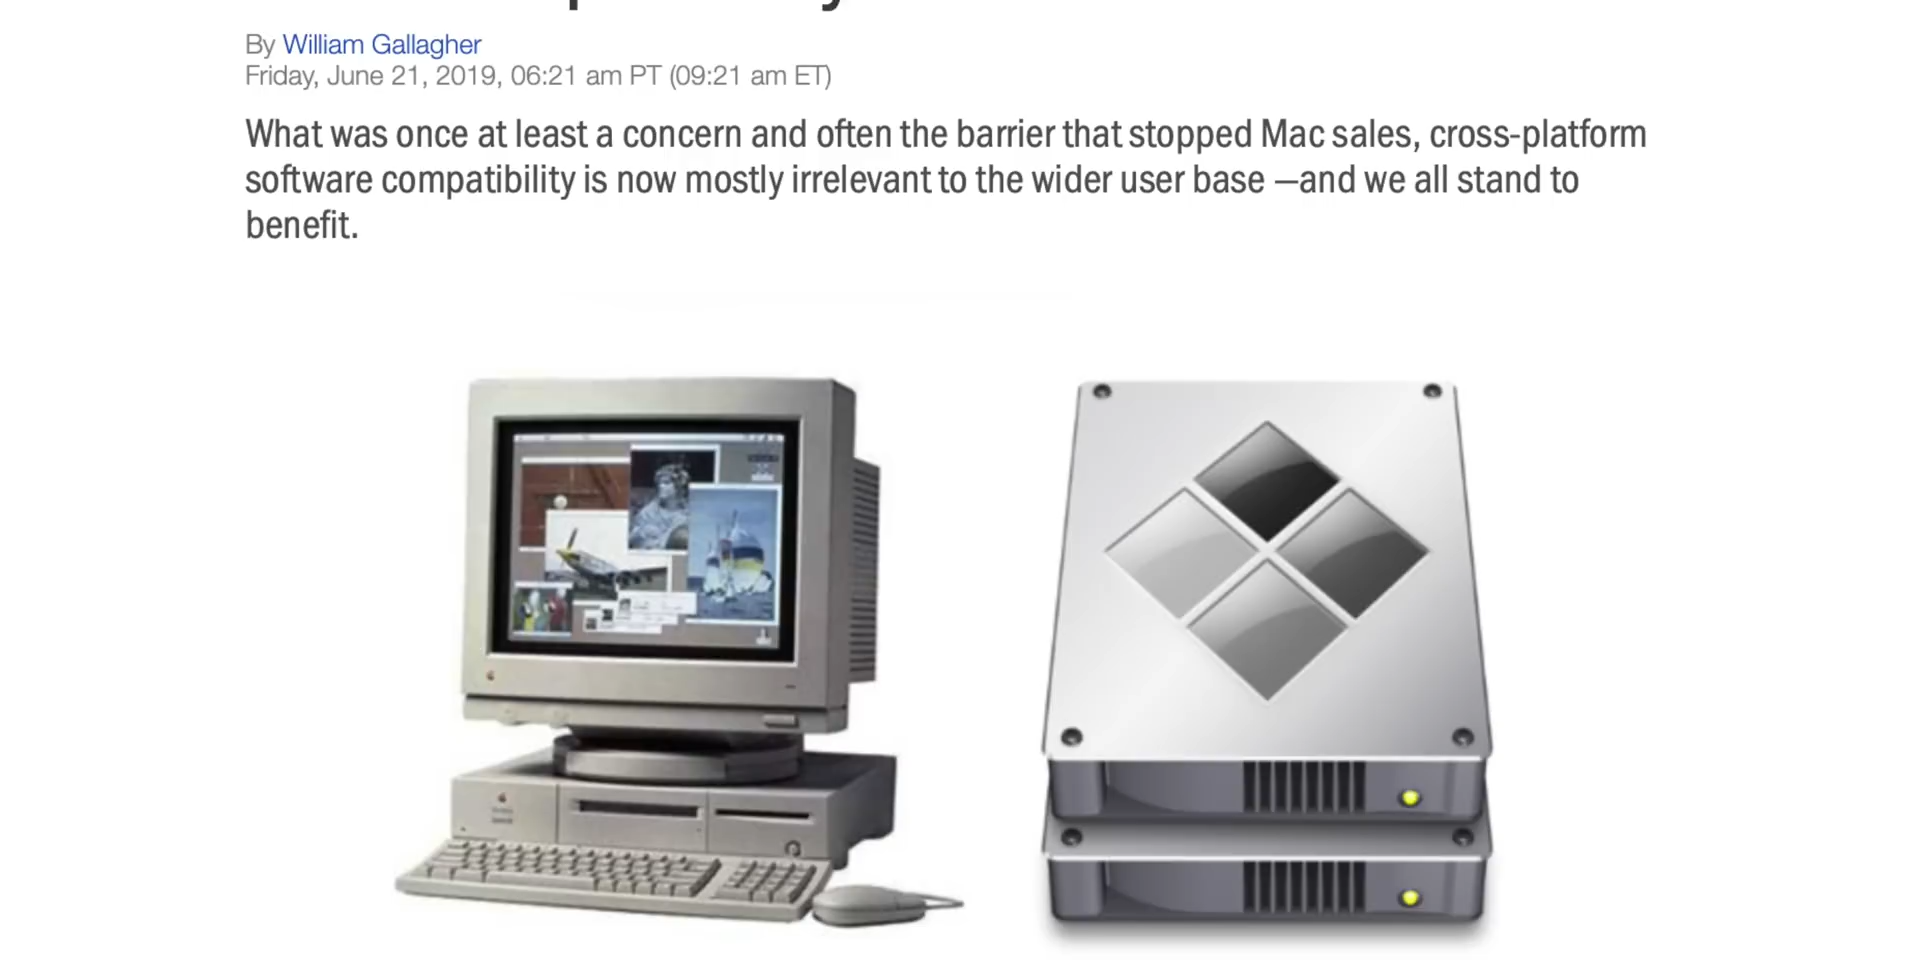 By William Gallagher
Friday, June 21, 2019, 06:21 am PT (09:21 am ET)
What was once at least a concern and often the barrier that stopped Mac sales, cross-platform
software compatibility is now mostly irrelevant to the wider user base —and we all stand to
benefit.